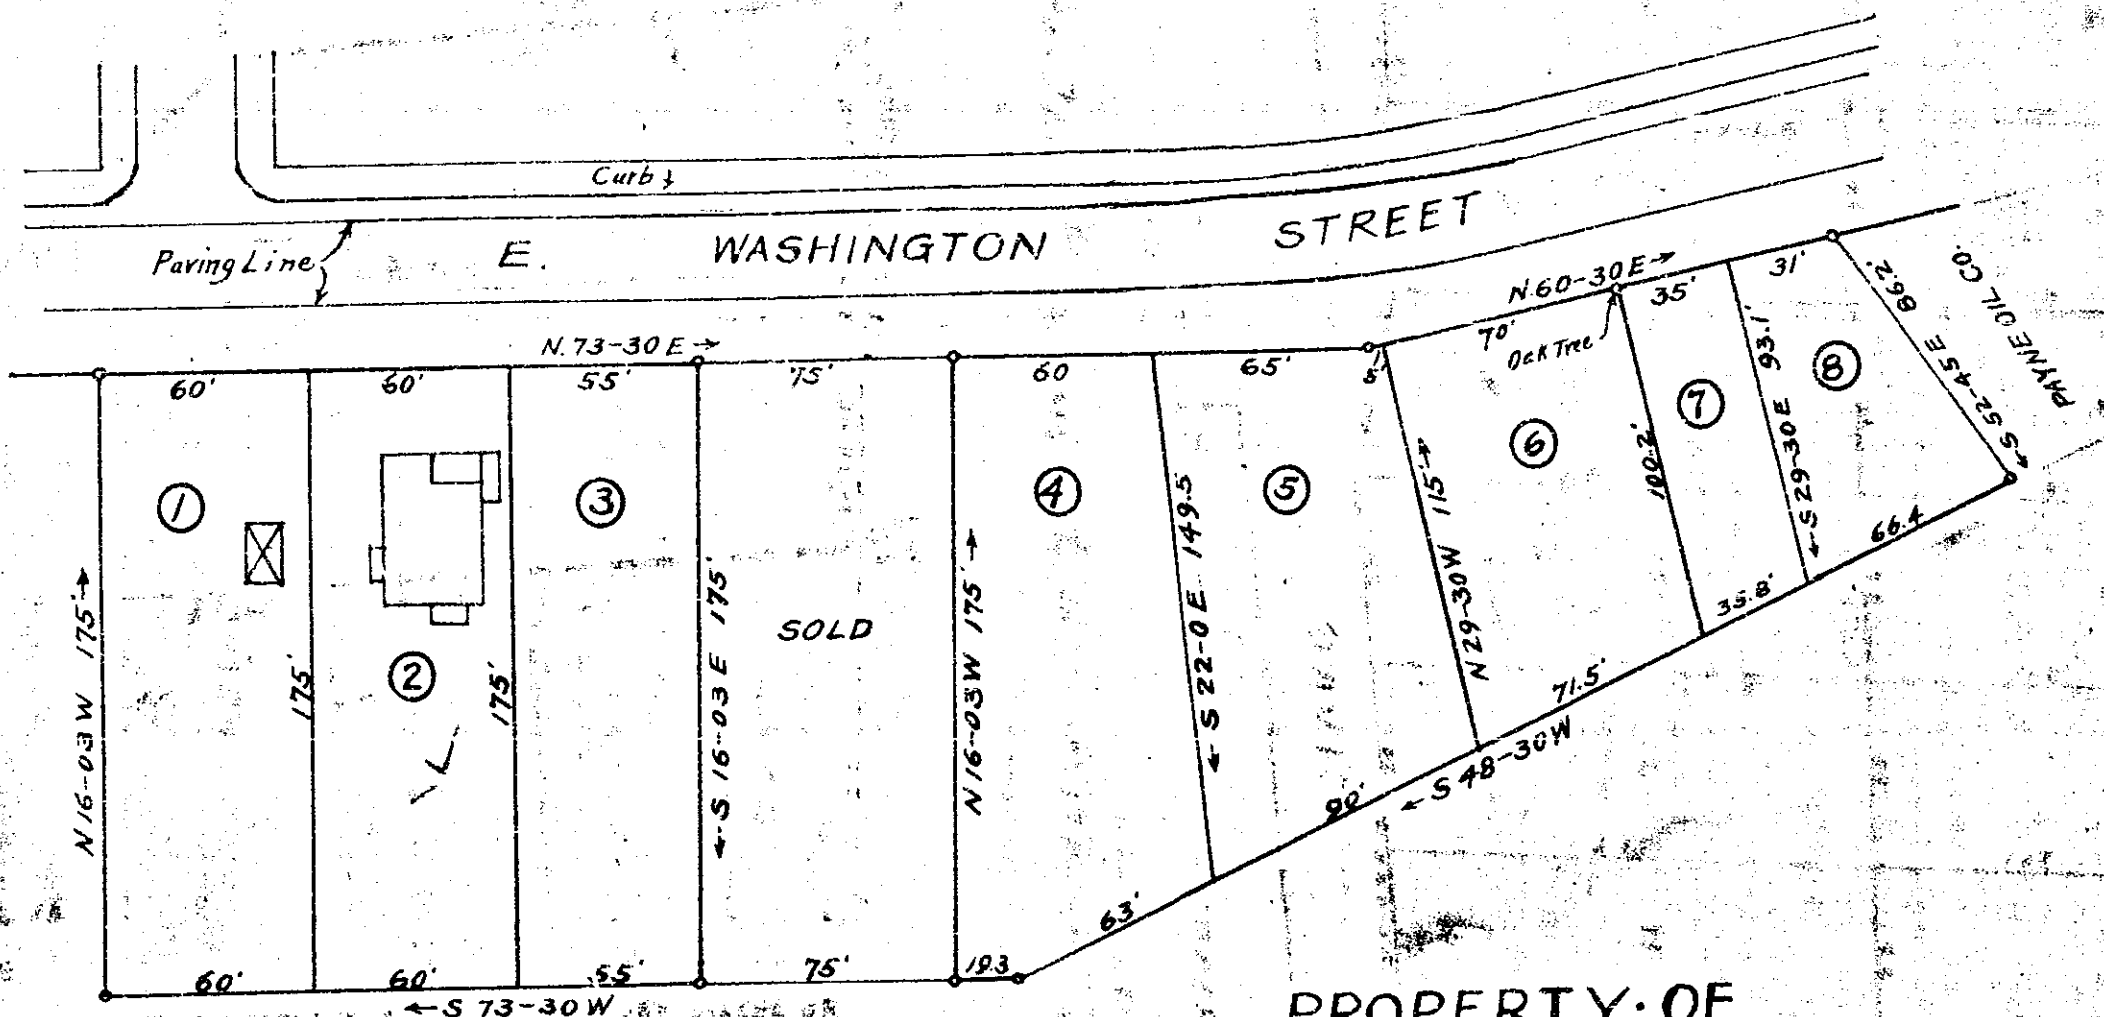 Curb
Paving Line
E. WASHINGTON STREET
N. 73-30 E
N. 60-30 E
60'
60'
55'
75'
60
65'
5'
70'
Oak Tree
35'
31'
PAYNE OIL CO.
S 52-45 E 86.2'
1
2
3
SOLD
4
5
6
7
8
N 16-03 W 175'
175'
175'
S 16-03 E 175'
N 16-03 W 175'
S 22-0 E 149.5
N 29-30 W 115'
100.2'
S 29-30 E 93.1'
66.4
35.8'
71.5'
S 48-30 W
90'
63'
60'
60'
55'
75'
19.3
S 73-30 W
PROPERTY OF